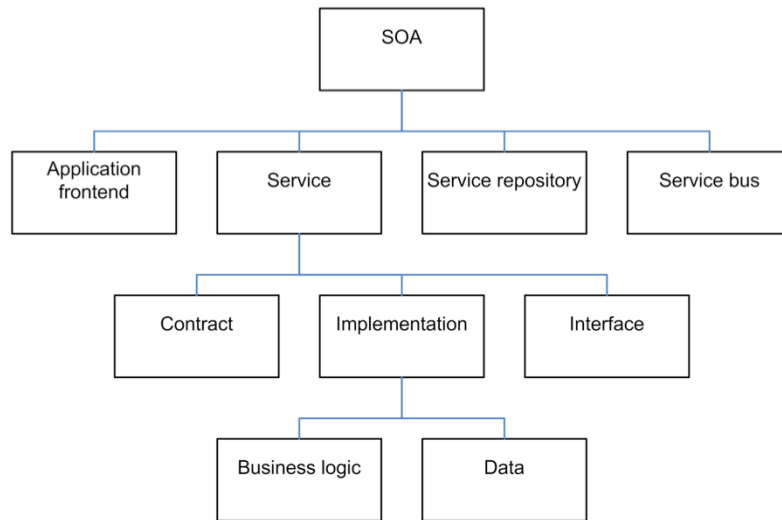 SOA
Application
frontend
Service
Service repository
Service bus
Contract
Implementation
Interface
Business logic
Data